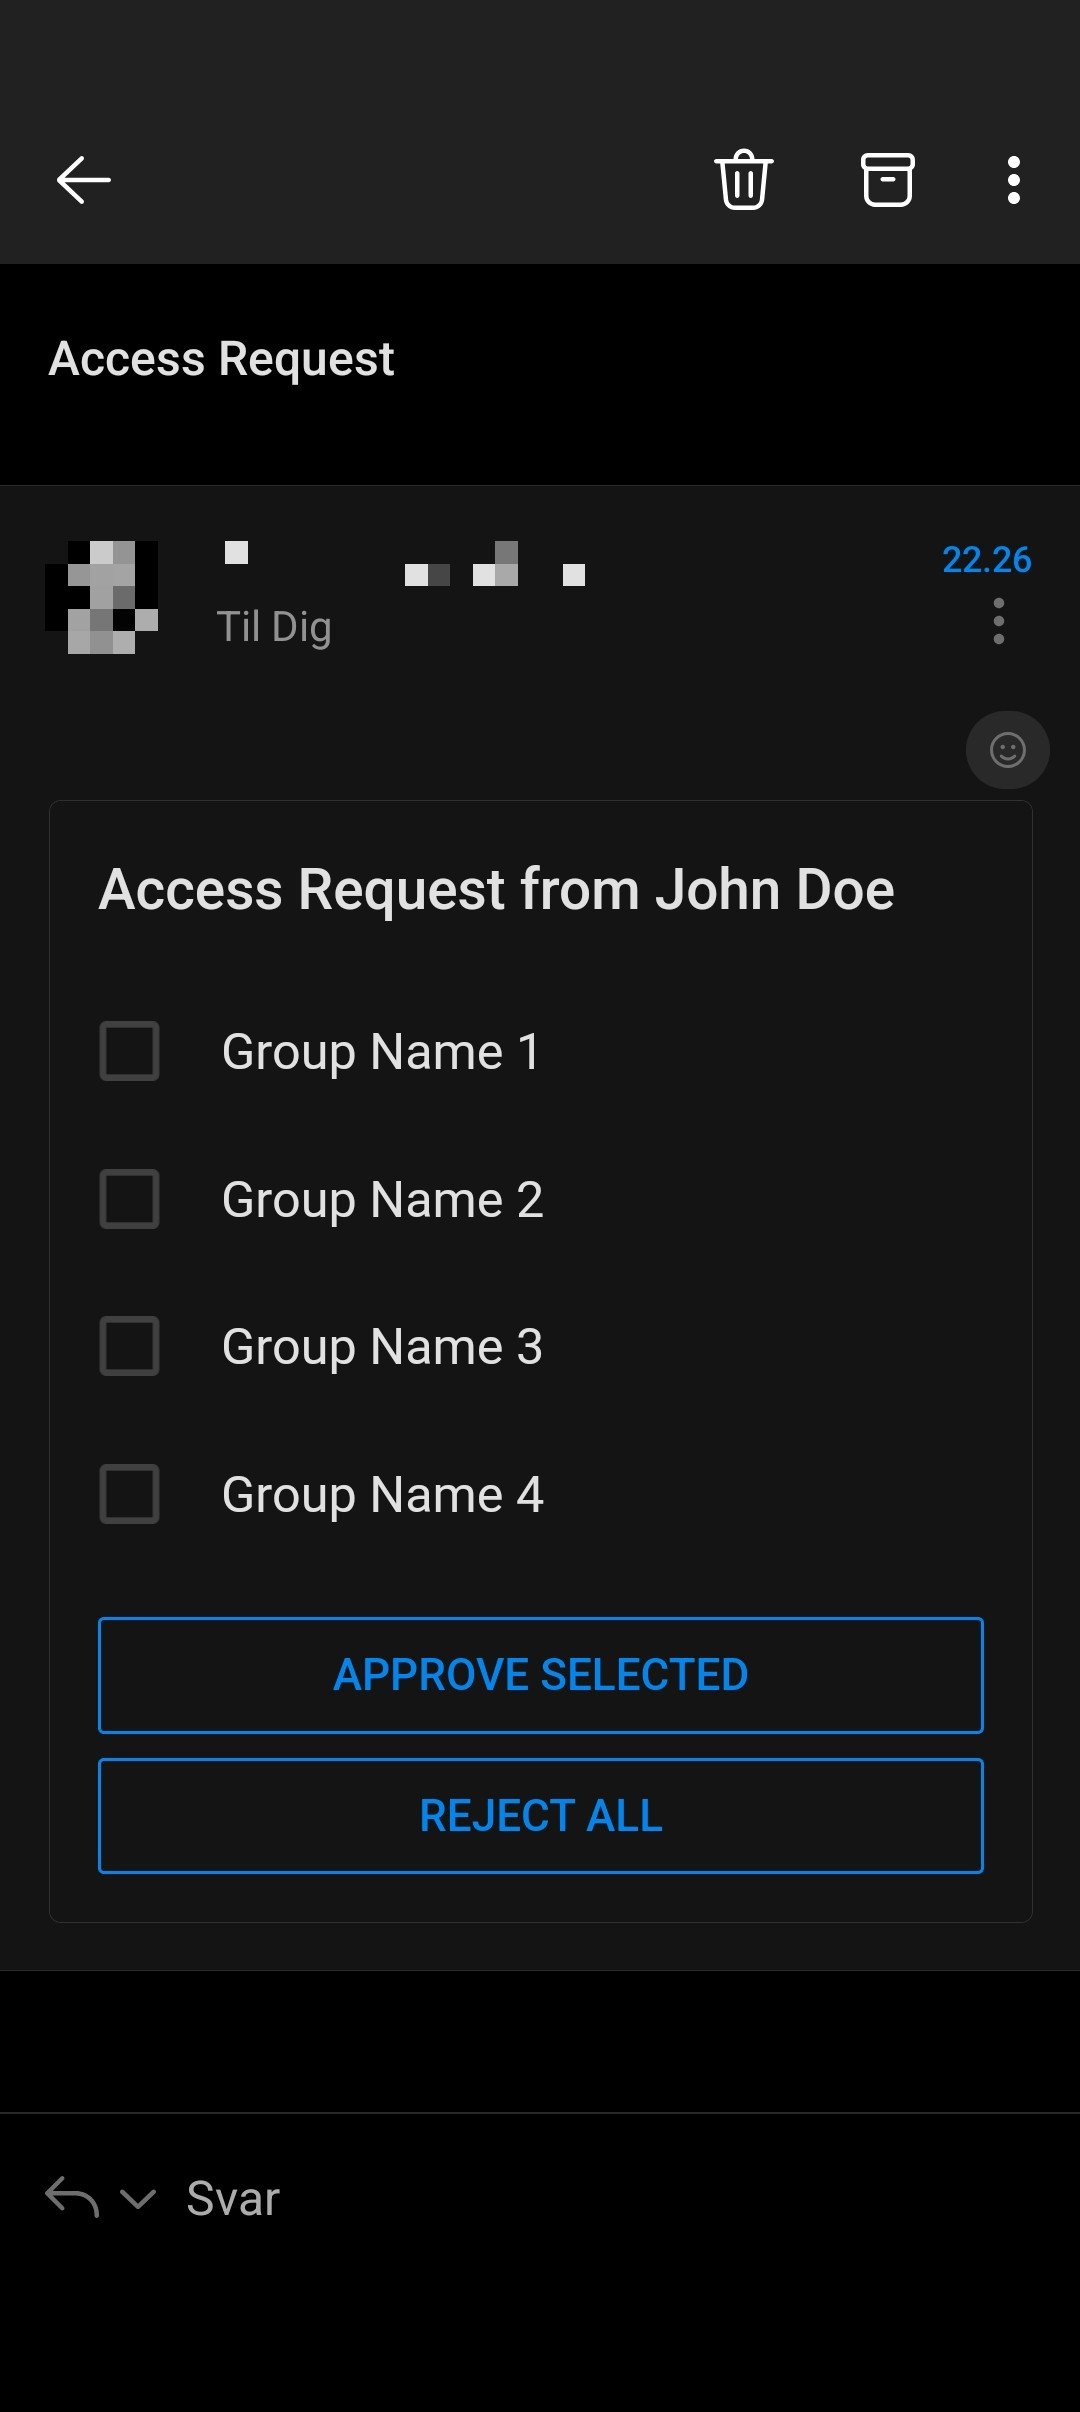 Access Request
22.26
Til Dig
Access Request from John Doe
Group Name 1
Group Name 2
Group Name 3
Group Name 4
APPROVE SELECTED
REJECT ALL
Svar